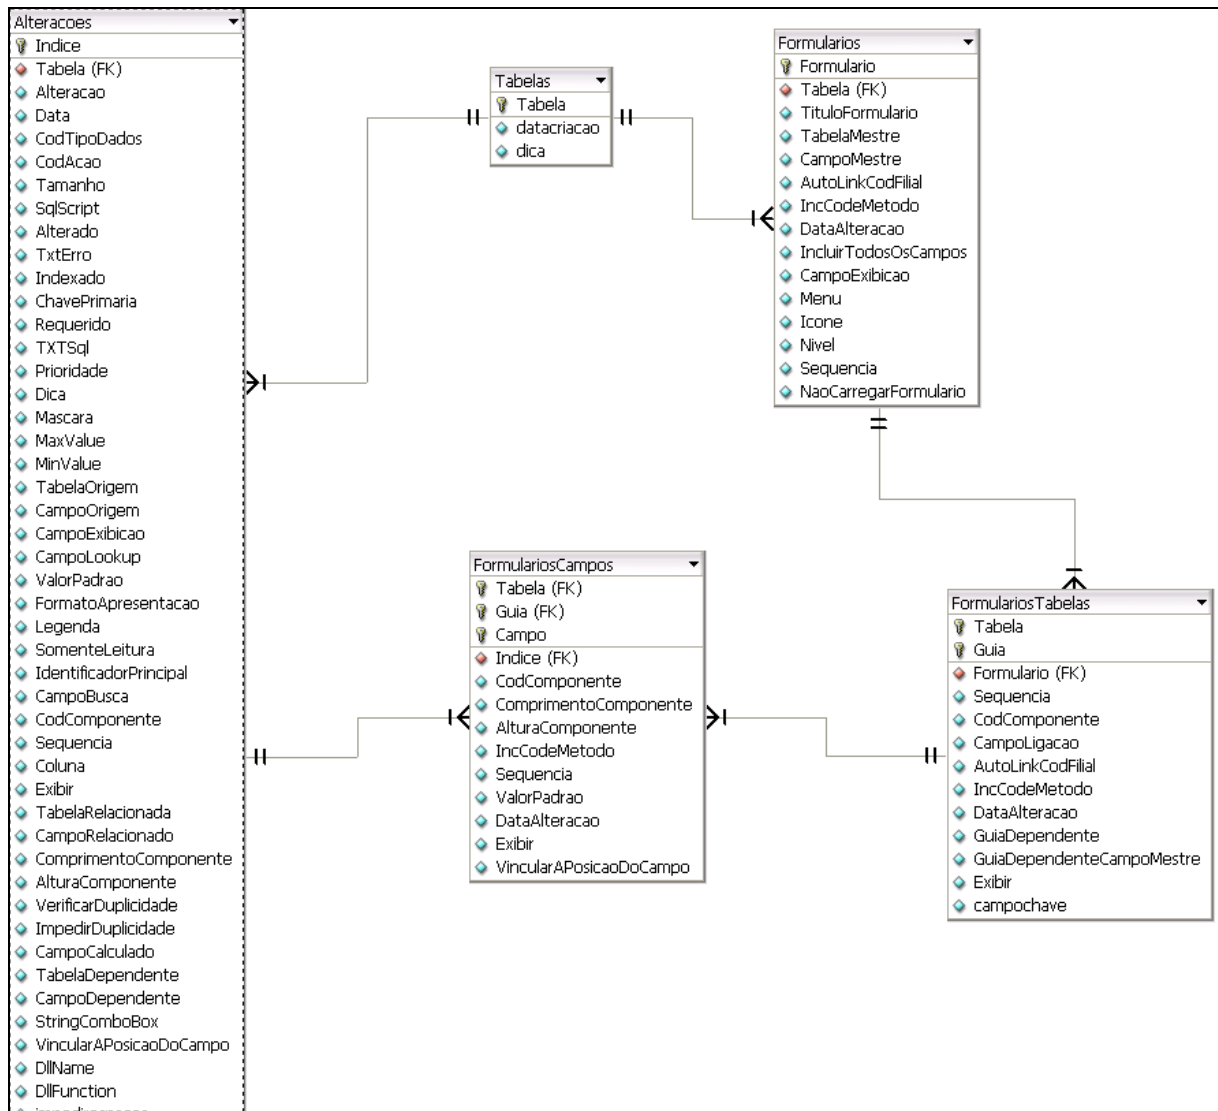 Alteracoes
Indice
Tabela (FK)
Alteracao
Data
CodTipoDados
CodAcao
Tamanho
SqlScript
Alterado
TxtErro
Indexado
ChavePrimaria
Requerido
TXTSql
Prioridade
Dica
Mascara
MaxValue
MinValue
TabelaOrigem
CampoOrigem
CampoExibicao
CampoLookup
ValorPadrao
FormatoApresentacao
Legenda
SomenteLeitura
IdentificadorPrincipal
CampoBusca
CodComponente
Sequencia
Coluna
Exibir
TabelaRelacionada
CampoRelacionado
ComprimentoComponente
AlturaComponente
VerificarDuplicidade
ImpedirDuplicidade
CampoCalculado
TabelaDependente
CampoDependente
StringComboBox
VincularAPosicaoDoCampo
DllName
DllFunction
Tabelas
Tabela
datacriacao
dica
Formularios
Formulario
Tabela (FK)
TituloFormulario
TabelaMestre
CampoMestre
AutoLinkCodFilial
IncCodeMetodo
DataAlteracao
IncluirTodosOsCampos
CampoExibicao
Menu
Icone
Nivel
Sequencia
NaoCarregarFormulario
FormulariosCampos
Tabela (FK)
Guia (FK)
Campo
Indice (FK)
CodComponente
ComprimentoComponente
AlturaComponente
IncCodeMetodo
Sequencia
ValorPadrao
DataAlteracao
Exibir
VincularAPosicaoDoCampo
FormulariosTabelas
Tabela
Guia
Formulario (FK)
Sequencia
CodComponente
CampoLigacao
AutoLinkCodFilial
IncCodeMetodo
DataAlteracao
GuiaDependente
GuiaDependenteCampoMestre
Exibir
campochave